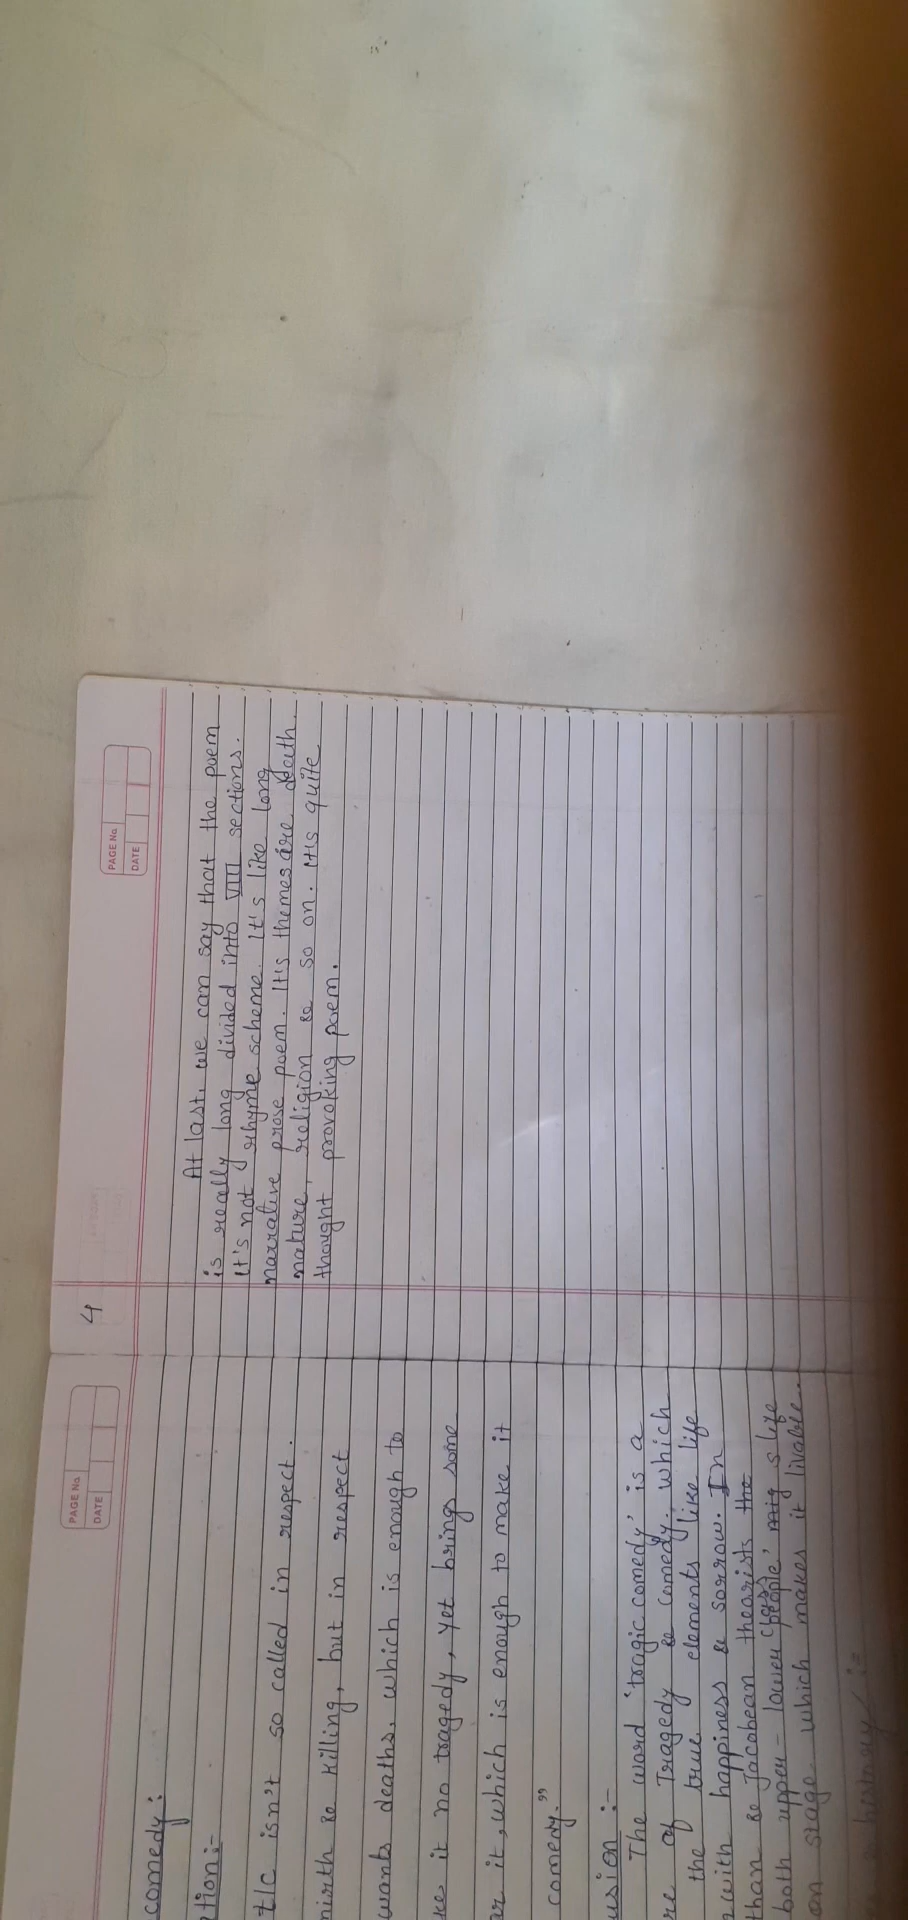 PAGE No
DATE
comedy:
tion:-
t/c isn't so called in respect.
mirth & killing, but in respect
wants deaths, which is enough to
ke it no tragedy, yet brings some
ar it, which is enough to make it
comedy."
usion:-
The word 'tragic comedy' is a
re of Tragedy & comedy. which
the true elements like life
with happiness & sorrow. In
than & Jacobean thearists the
both upper - lower class people' s life
on stage. which makes it livable.
history:-
4
PAGE No
DATE
At last, we can say that the poem
is really long divided into VIII sections.
It's not rhyme scheme. It's like long
narrative prose poem. It's themes are death
nature, religion & so on. It's quite
thought provoking poem.